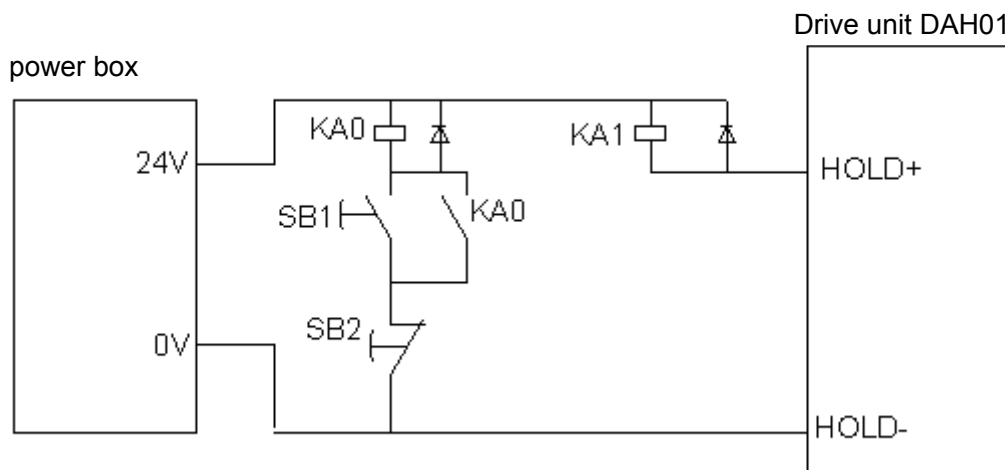 Drive unit DAH01
power box
KA0
KA1
24V
HOLD+
SB1
KA0
SB2
0V
HOLD-